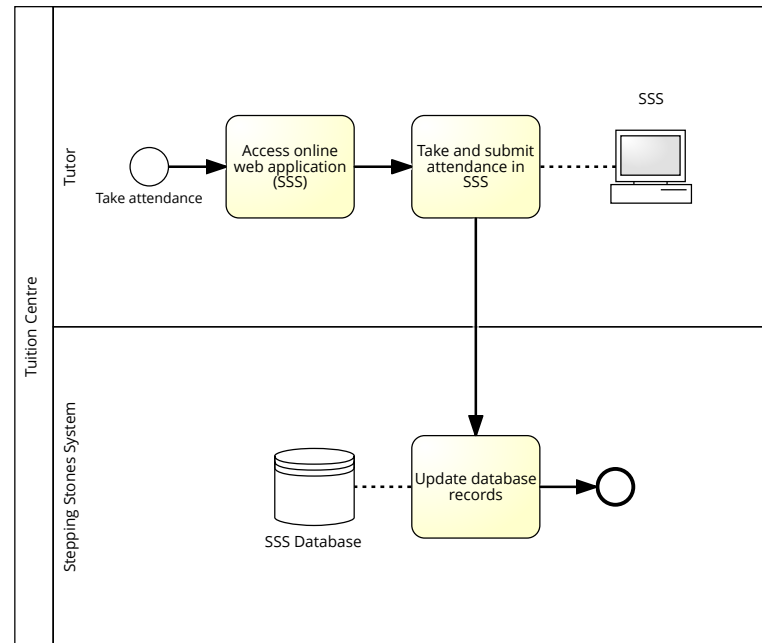 Tuition Centre
Tutor
Take attendance
Access online
web application
(SSS)
Take and submit
attendance in
SSS
SSS
Stepping Stones System
SSS Database
Update database
records